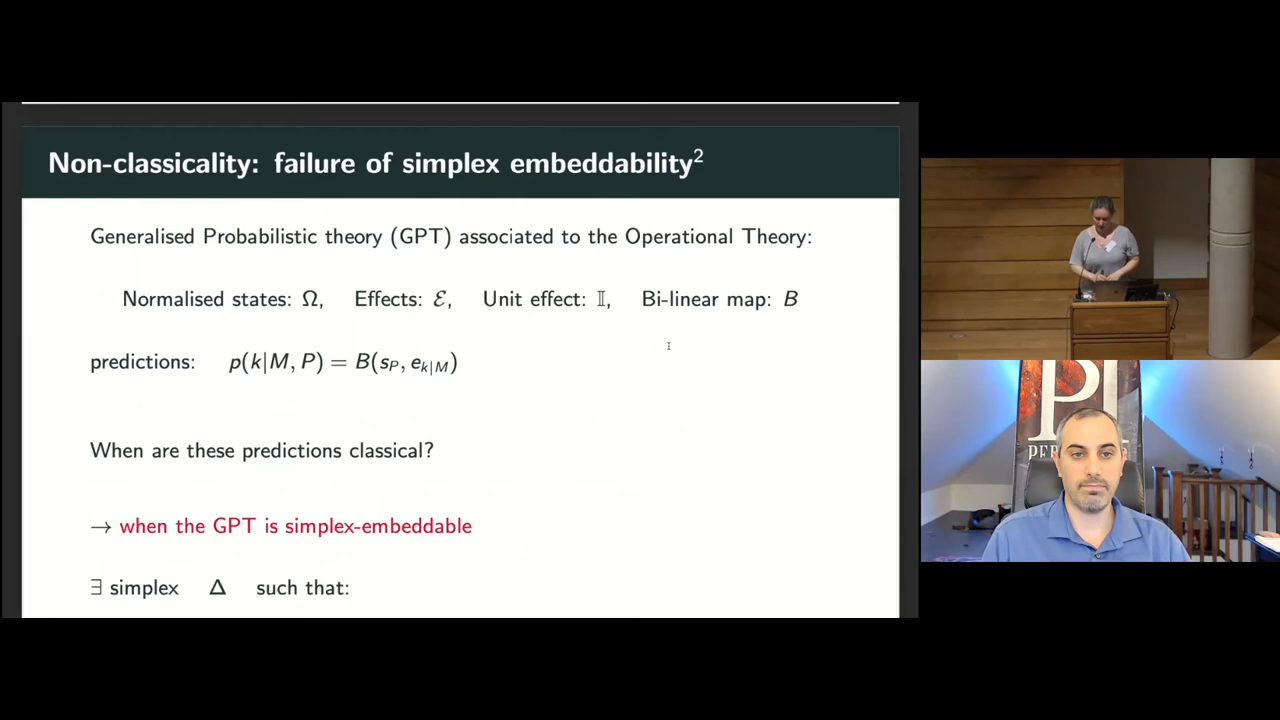 Non-classicality: failure of simplex embeddability²
Generalised Probabilistic theory (GPT) associated to the Operational Theory:
Normalised states: Ω, Effects: ℰ, Unit effect: 𝕀, Bi-linear map: B
predictions: p(k|M, P) = B(s_P, e_{k|M})
When are these predictions classical?
→ when the GPT is simplex-embeddable
∃ simplex Δ such that:
PI